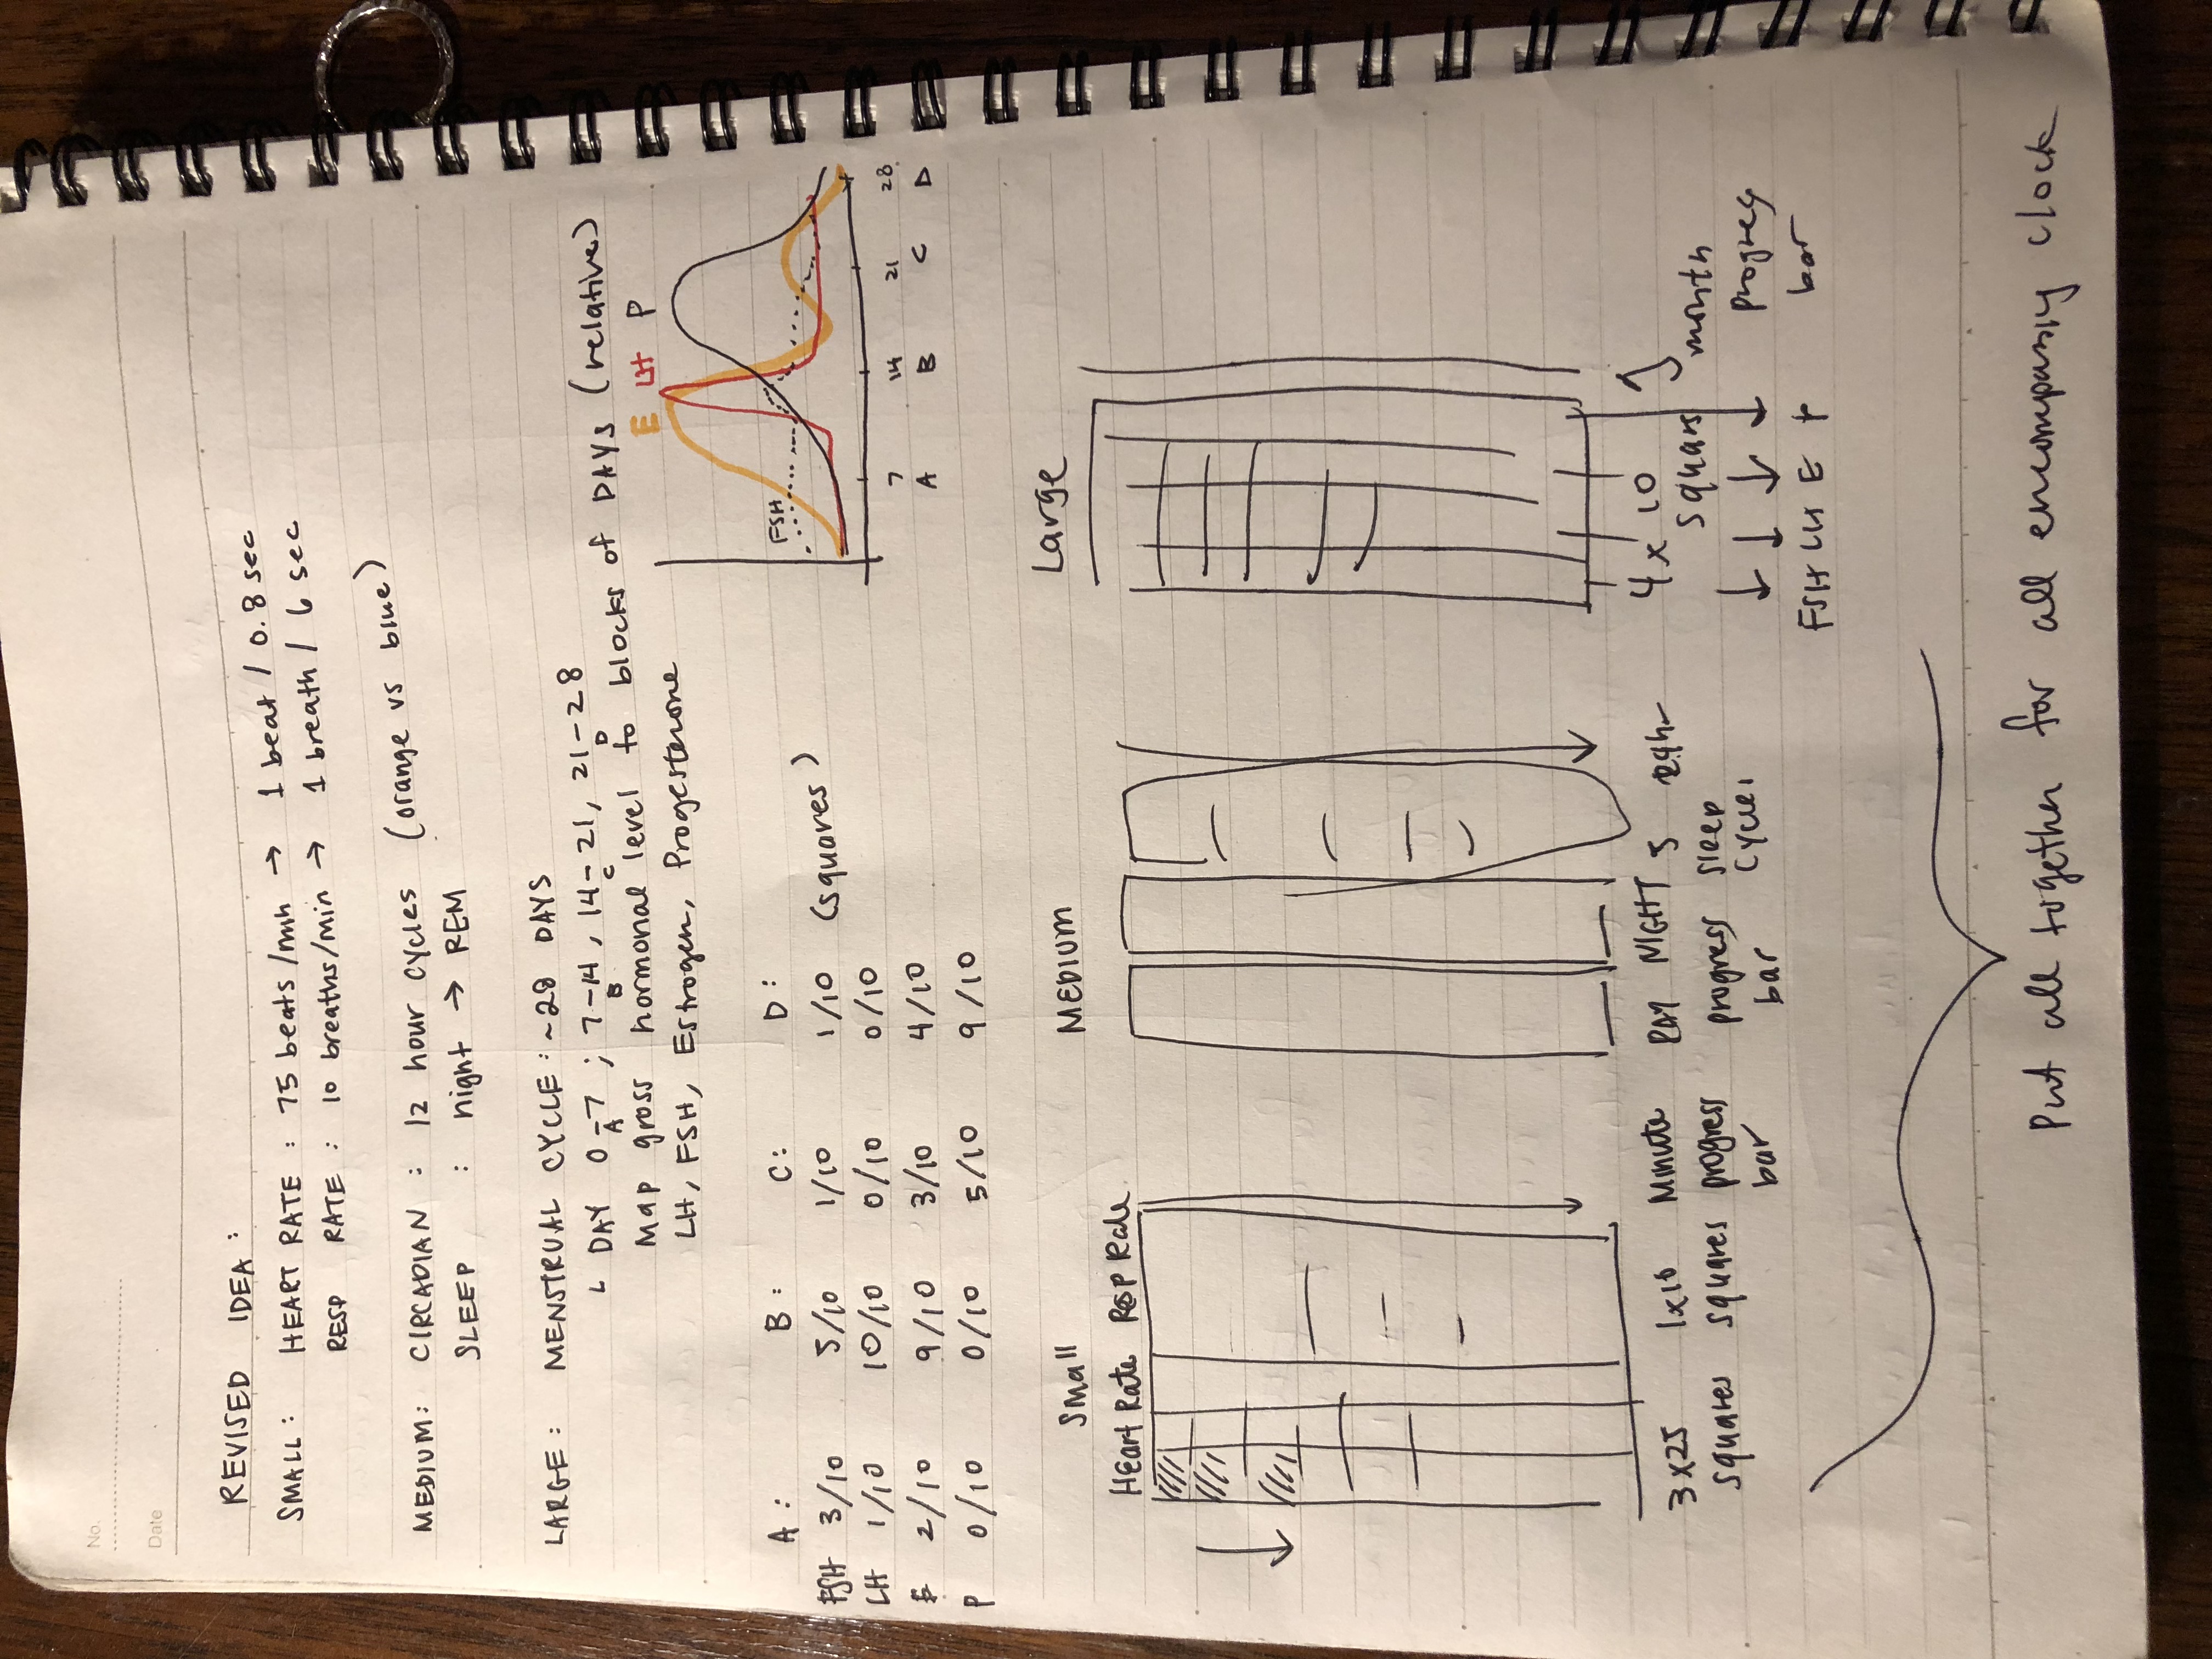 No.
Date
REVISED IDEA :
SMALL : HEART RATE : 75 beats/min → 1 beat / 0.8 sec
RESP RATE : 10 breaths/min → 1 breath / 6 sec
MEDIUM: CIRCADIAN : 12 hour cycles (orange vs blue)
SLEEP : night → REM
LARGE : MENSTRUAL CYCLE : ~28 DAYS
DAY 0-7 ; 7-14, 14-21, 21-28
A B C D
Map gross hormonal level to blocks of DAYS (relative)
LH, FSH, Estrogen, Progesterone
E LH P
FSH
7 14 21 28
A B C D
A : B : C : D :
FSH 3/10 5/10 1/10 1/10 (squares)
LH 1/10 10/10 0/10 0/10
E 2/10 9/10 3/10 4/10
P 0/10 0/10 5/10 9/10
Small MEDIUM Large
Heart Rate Resp Rate
3x25 squares
1x10 squares
Minute progress bar
DAY NIGHT
progress bar
5 sleep cycles
24hr
4 x 10 squares
FSH LH E P
month progress bar
Put all together for all encompassing clock